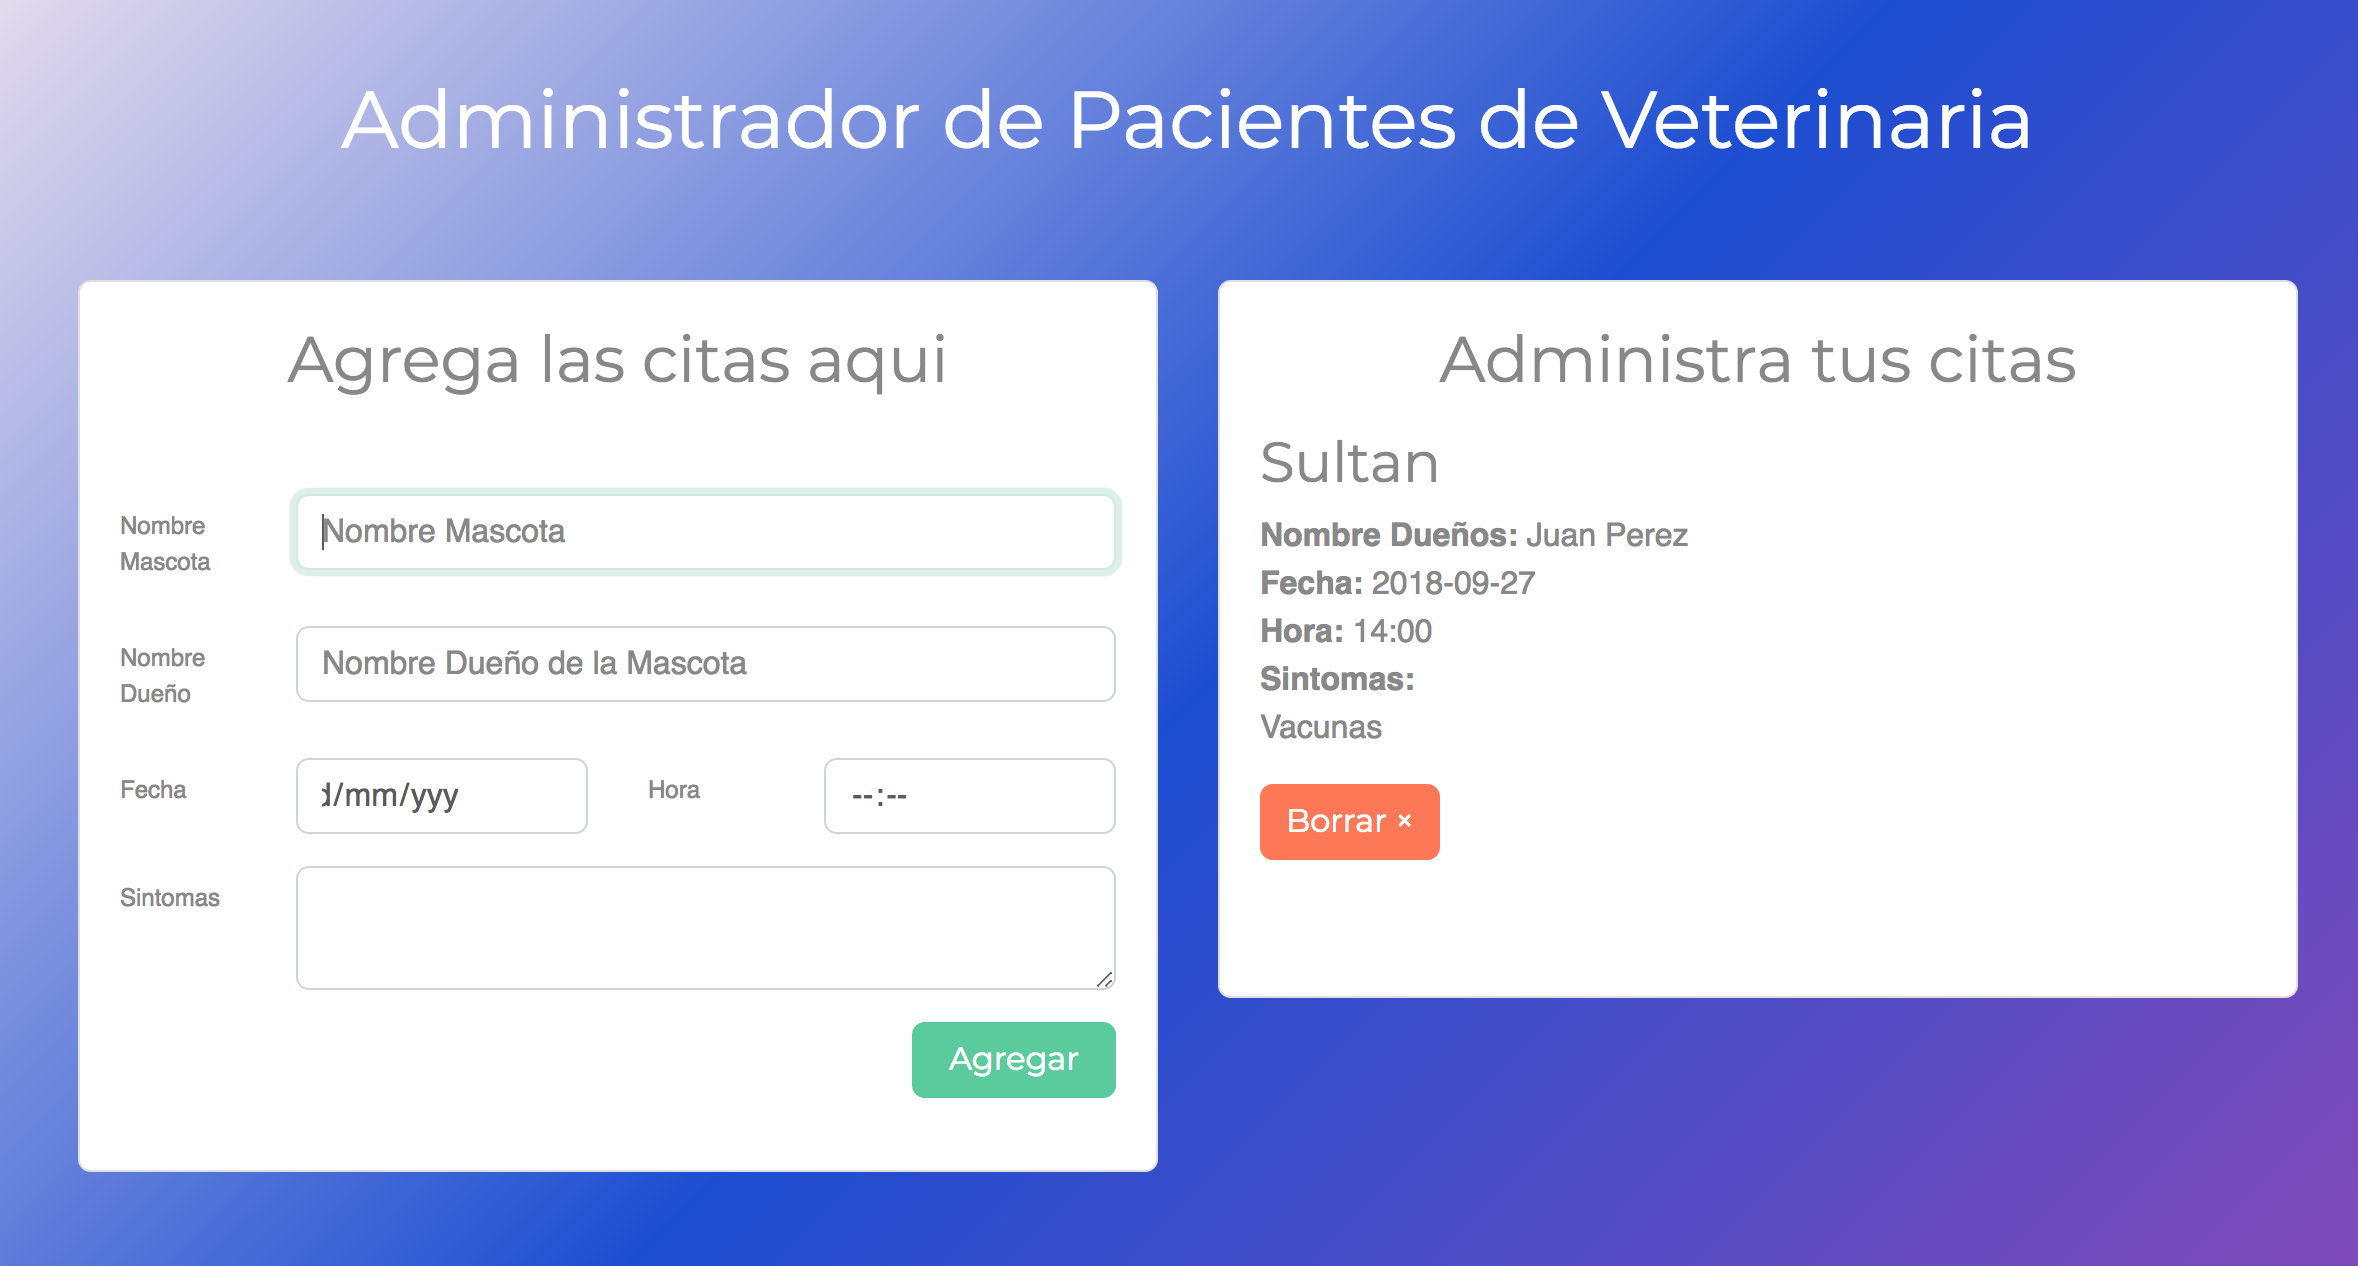 Administrador de Pacientes de Veterinaria
Agrega las citas aqui
Nombre
Mascota
Nombre Mascota
Nombre
Dueño
Nombre Dueño de la Mascota
Fecha
d/mm/yyy
Hora
--:--
Sintomas
Agregar
Administra tus citas
Sultan
Nombre Dueños: Juan Perez
Fecha: 2018-09-27
Hora: 14:00
Sintomas:
Vacunas
Borrar ×